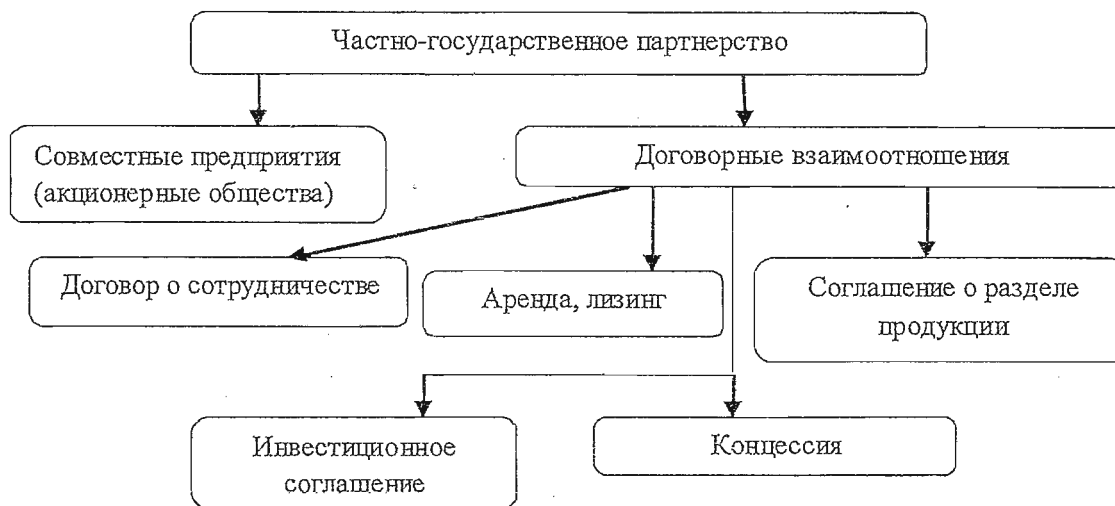 Частно-государственное партнерство
Совместные предприятия
(акционерные общества)
Договорные взаимоотношения
Договор о сотрудничестве
Аренда, лизинг
Соглашение о разделе
продукции
Инвестиционное
соглашение
Концессия